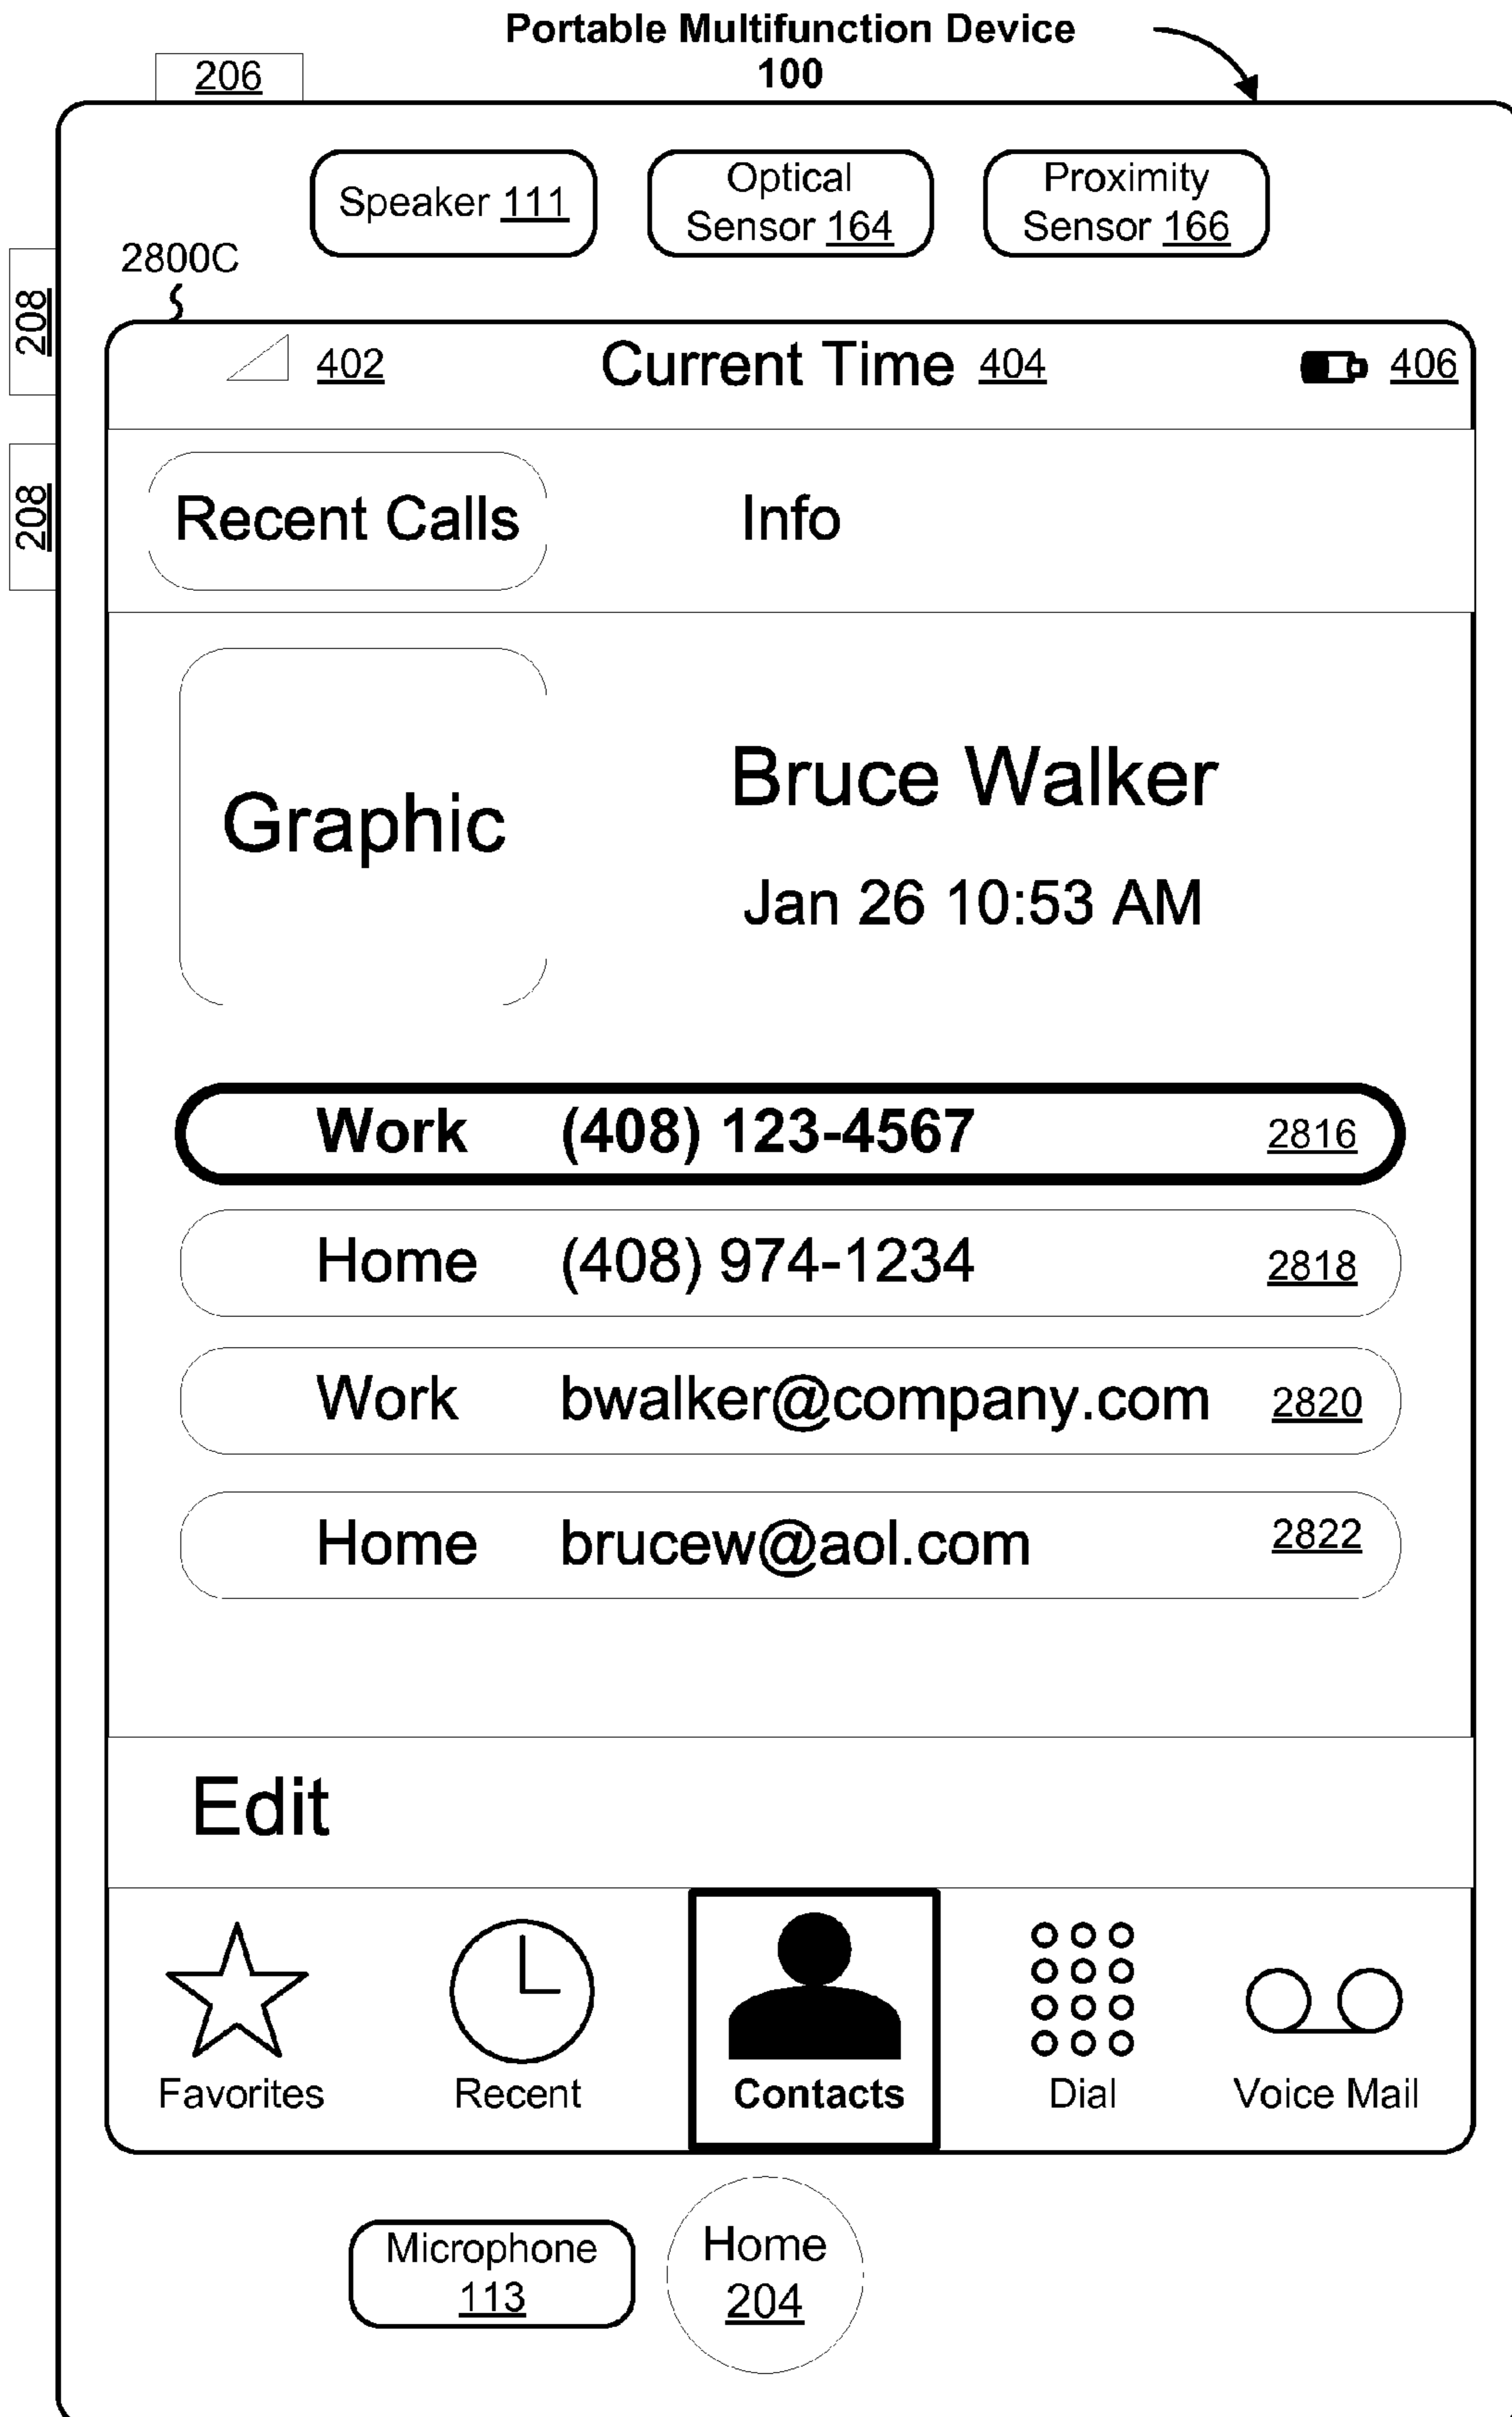 Portable Multifunction Device
100
206
Speaker 111
Optical
Sensor 164
Proximity
Sensor 166
2800C
208
208
402
Current Time 404
406
Recent Calls
Info
Graphic
Bruce Walker
Jan 26 10:53 AM
Work (408) 123-4567 2816
Home (408) 974-1234 2818
Work bwalker@company.com 2820
Home brucew@aol.com 2822
Edit
Favorites
Recent
Contacts
Dial
Voice Mail
Microphone
113
Home
204